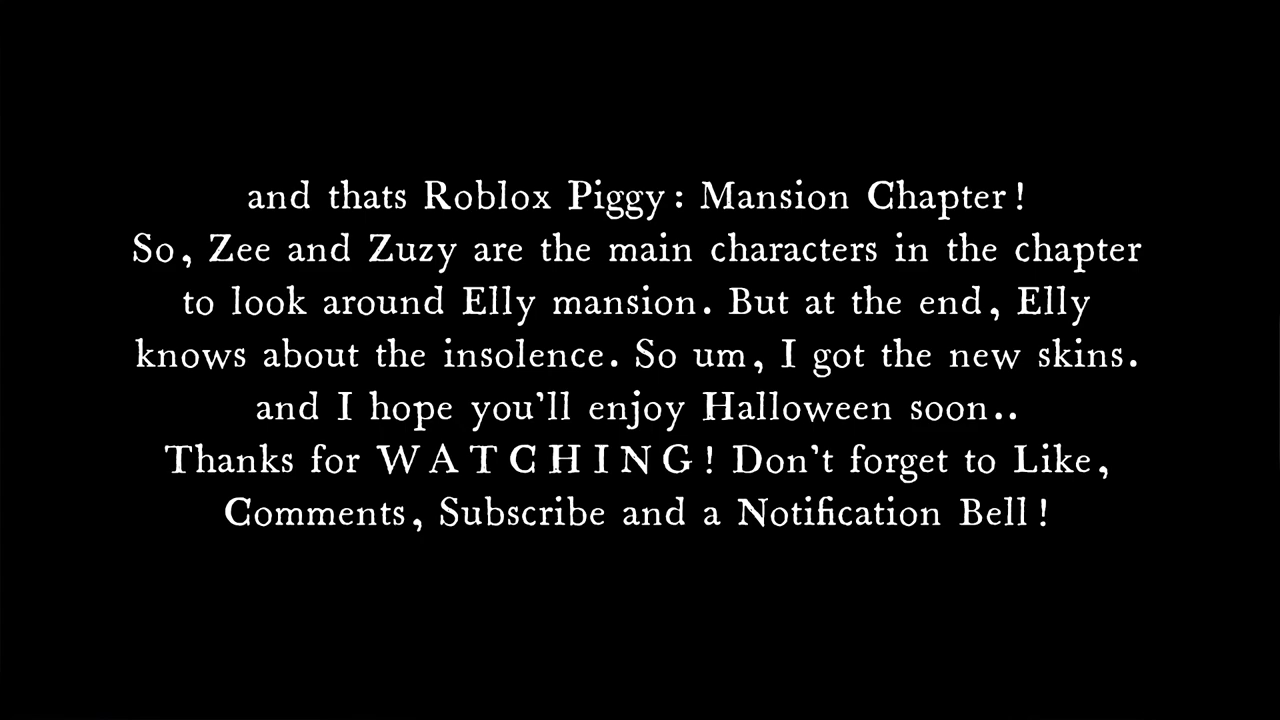 and thats Roblox Piggy: Mansion Chapter!
So, Zee and Zuzy are the main characters in the chapter
to look around Elly mansion. But at the end, Elly
knows about the insolence. So um, I got the new skins.
and I hope you'll enjoy Halloween soon..
Thanks for W A T C H I N G! Don't forget to Like,
Comments, Subscribe and a Notification Bell!